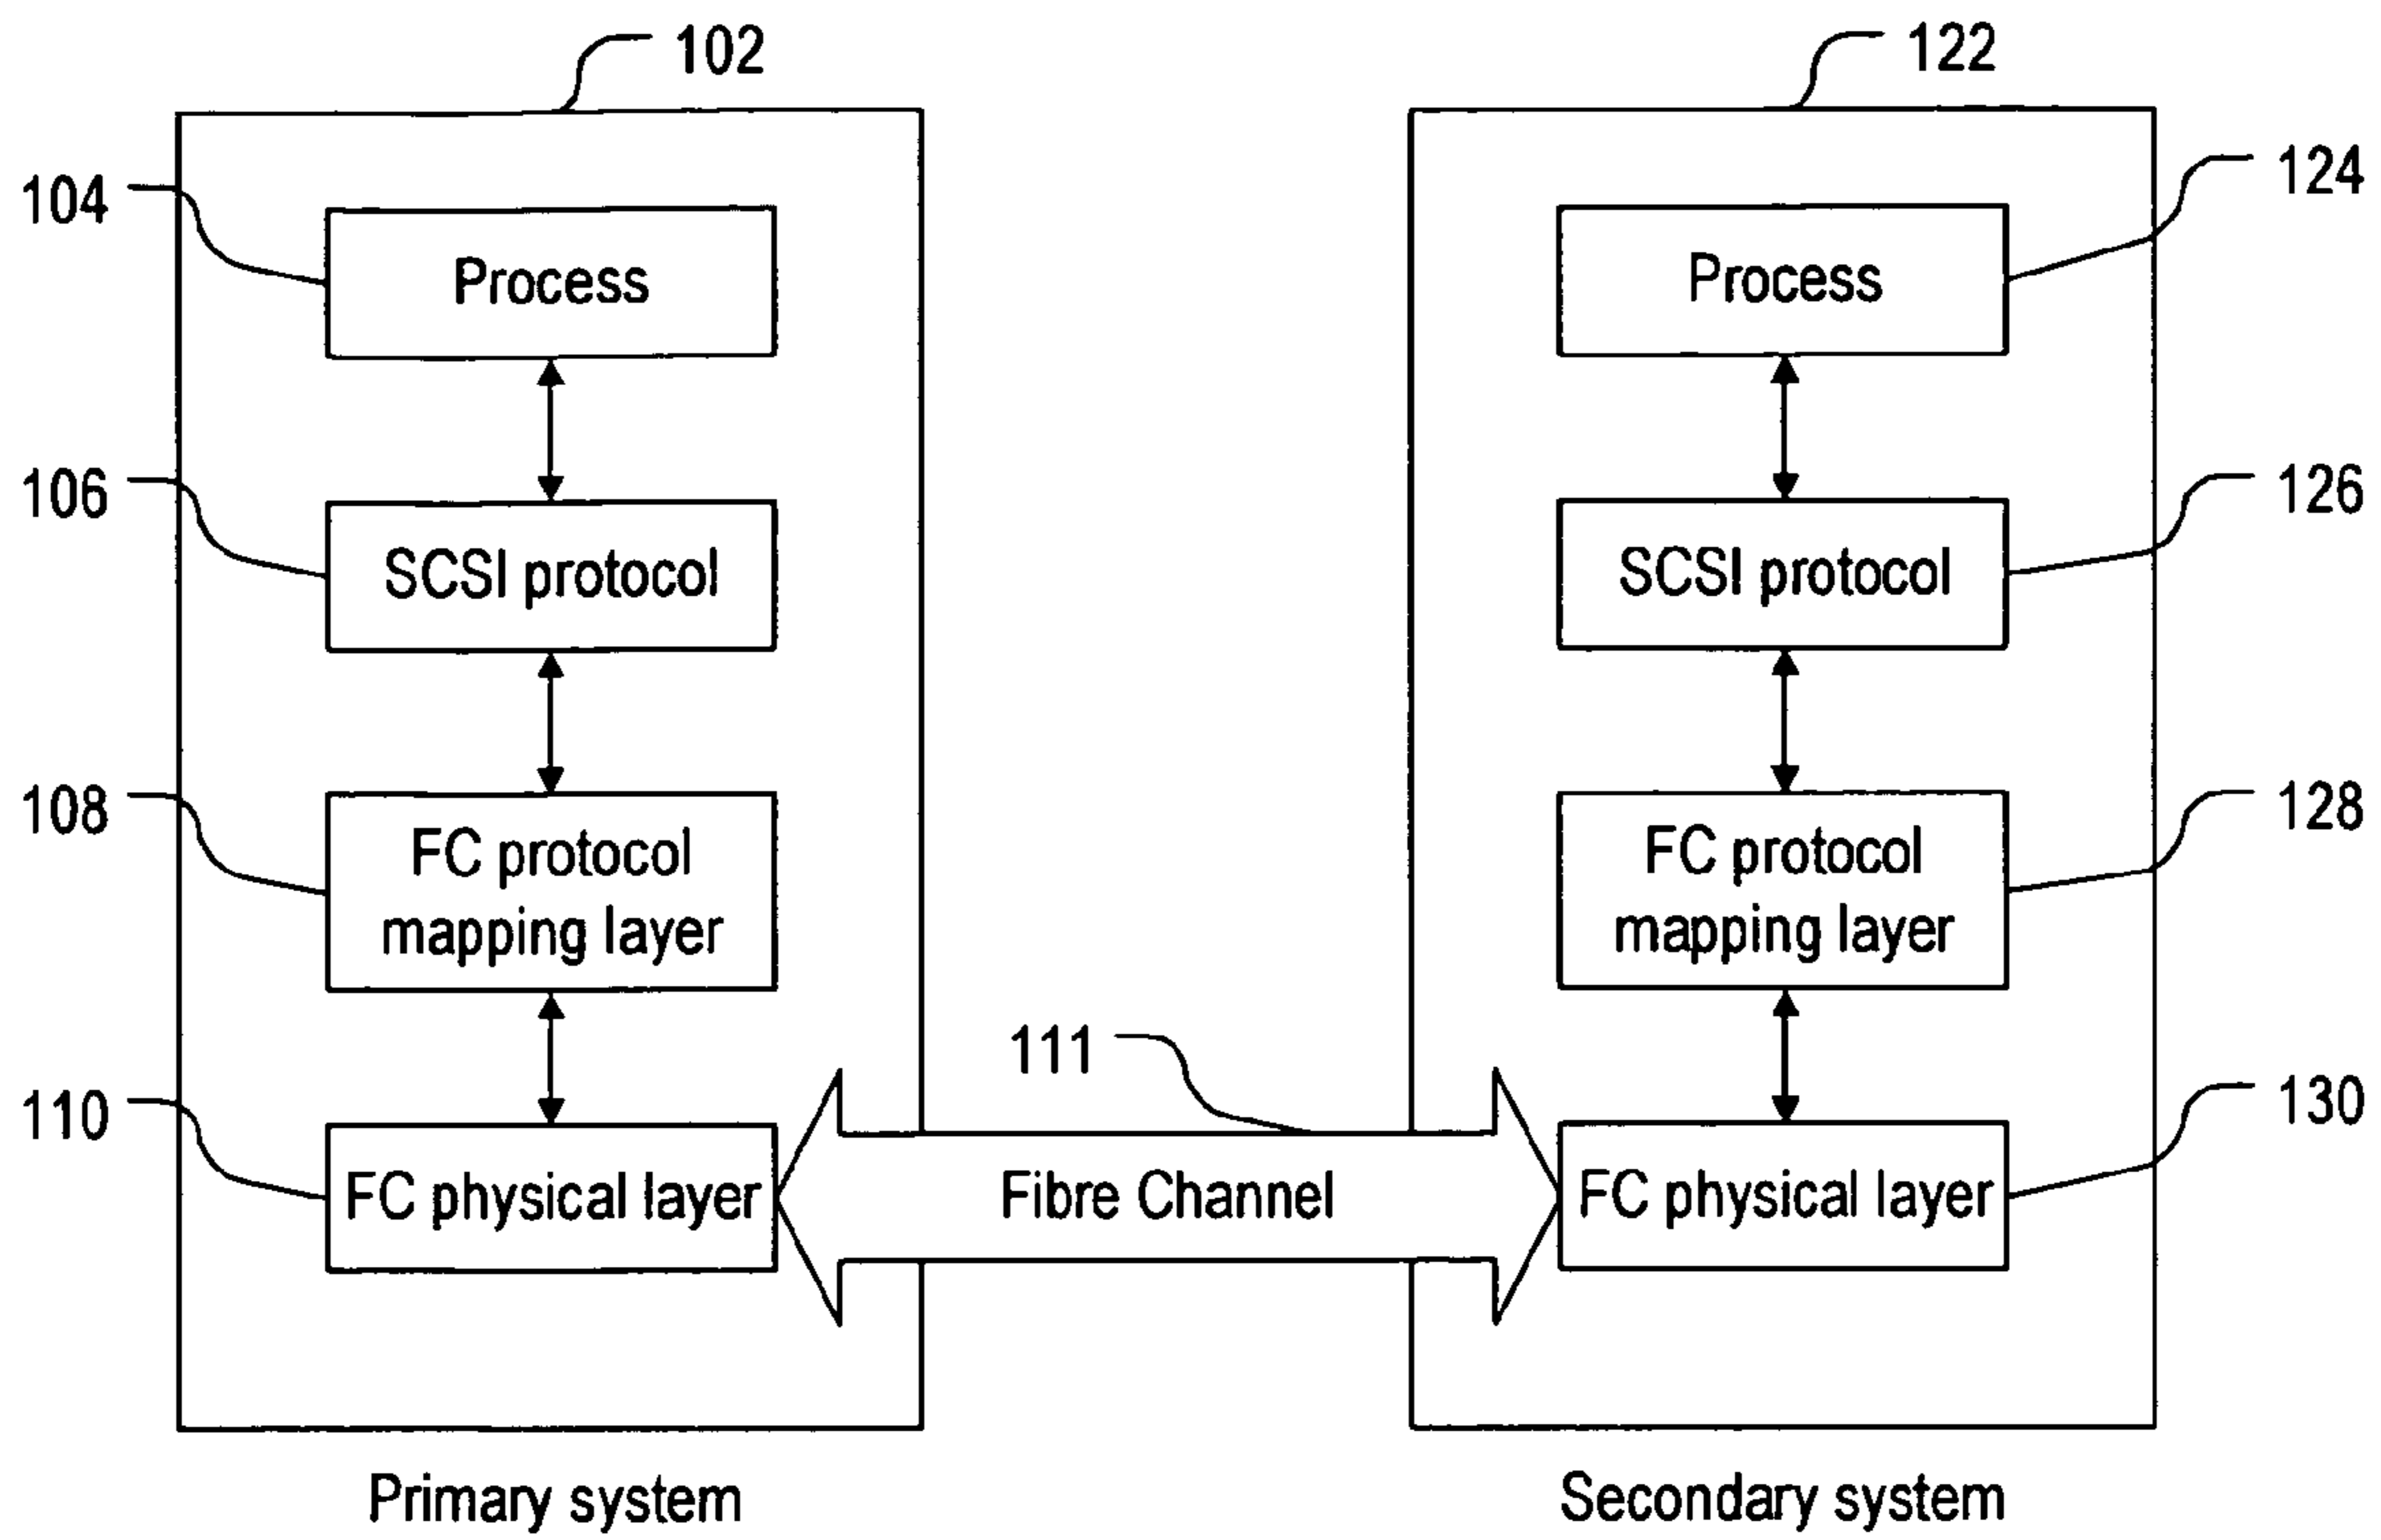 102
122
104
124
Process
Process
106
126
SCSI protocol
SCSI protocol
108
128
FC protocol
mapping layer
FC protocol
mapping layer
111
110
130
FC physical layer
Fibre Channel
FC physical layer
Primary system
Secondary system